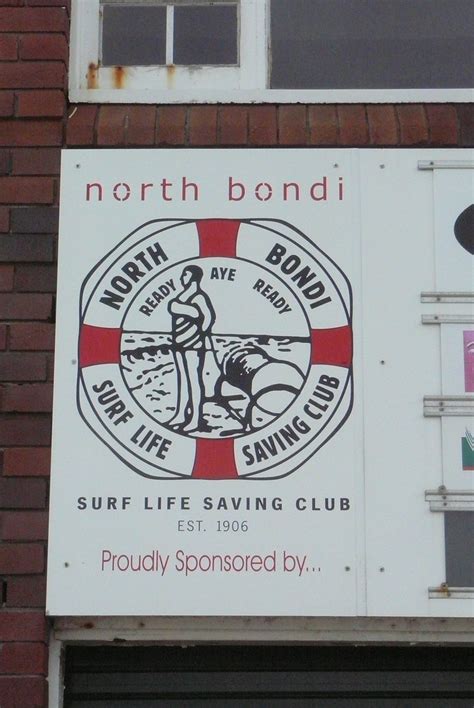 north bondi
NORTH BONDI
READY AYE READY
SURF LIFE SAVING CLUB
SURF LIFE SAVING CLUB
EST. 1906
Proudly Sponsored by...